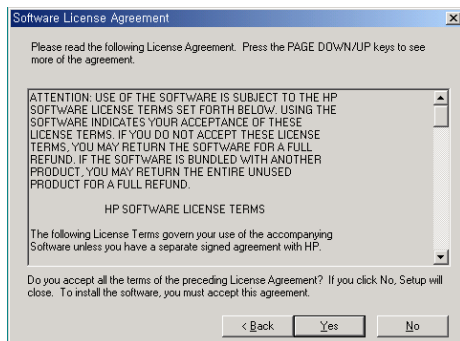 Software License Agreement
Please read the following License Agreement. Press the PAGE DOWN/UP keys to see
more of the agreement.
ATTENTION: USE OF THE SOFTWARE IS SUBJECT TO THE HP
SOFTWARE LICENSE TERMS SET FORTH BELOW. USING THE
SOFTWARE INDICATES YOUR ACCEPTANCE OF THESE
LICENSE TERMS. IF YOU DO NOT ACCEPT THESE LICENSE
TERMS, YOU MAY RETURN THE SOFTWARE FOR A FULL
REFUND. IF THE SOFTWARE IS BUNDLED WITH ANOTHER
PRODUCT, YOU MAY RETURN THE ENTIRE UNUSED
PRODUCT FOR A FULL REFUND.
HP SOFTWARE LICENSE TERMS
The following License Terms govern your use of the accompanying
Software unless you have a separate signed agreement with HP.
Do you accept all the terms of the preceding License Agreement? If you click No, Setup will
close. To install the software, you must accept this agreement.
< Back Yes No